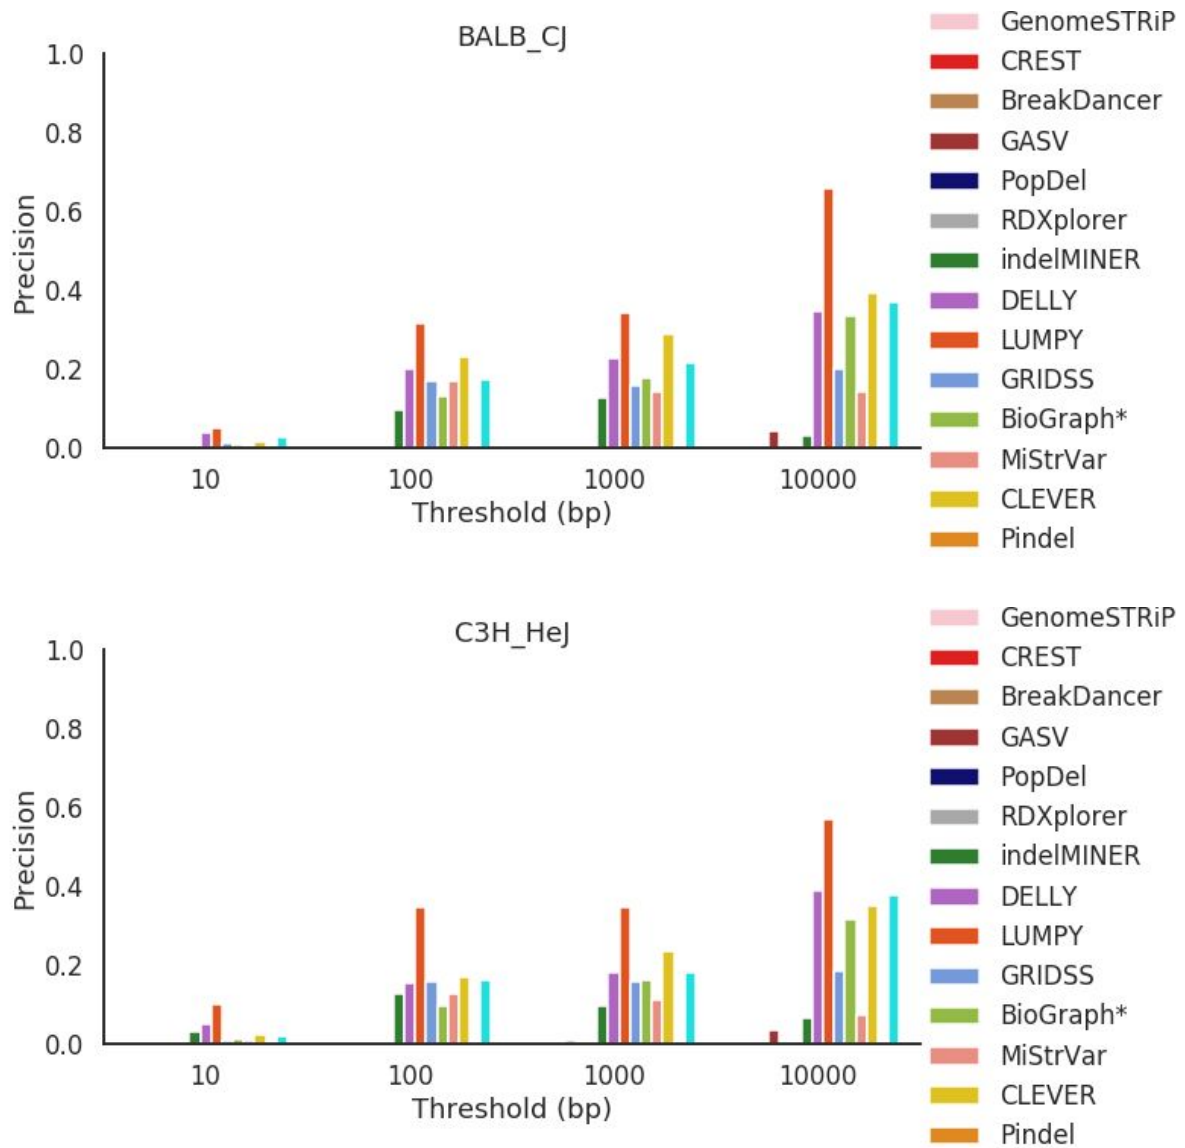 BALB_CJ
1.0
0.8
0.6
0.4
0.2
0.0
Precision
10 100 1000 10000
Threshold (bp)
GenomeSTRiP
CREST
BreakDancer
GASV
PopDel
RDXplorer
indelMINER
DELLY
LUMPY
GRIDSS
BioGraph*
MiStrVar
CLEVER
Pindel
C3H_HeJ
1.0
0.8
0.6
0.4
0.2
0.0
Precision
10 100 1000 10000
Threshold (bp)
GenomeSTRiP
CREST
BreakDancer
GASV
PopDel
RDXplorer
indelMINER
DELLY
LUMPY
GRIDSS
BioGraph*
MiStrVar
CLEVER
Pindel